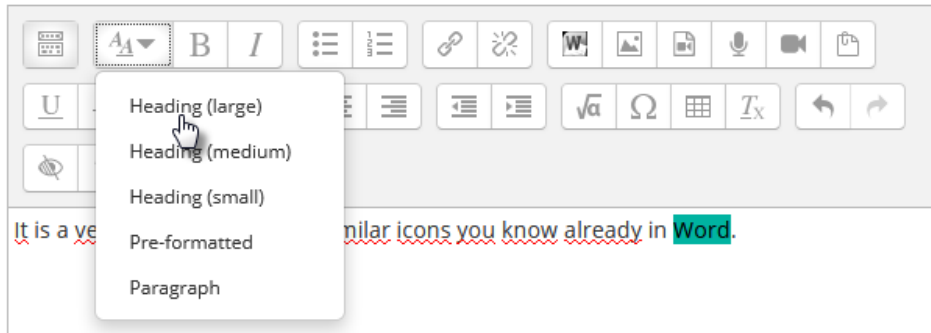 B I
W
U √α Ω Tx
Heading (large)
Heading (medium)
Heading (small)
Pre-formatted
Paragraph
It is a ve milar icons you know already in Word.